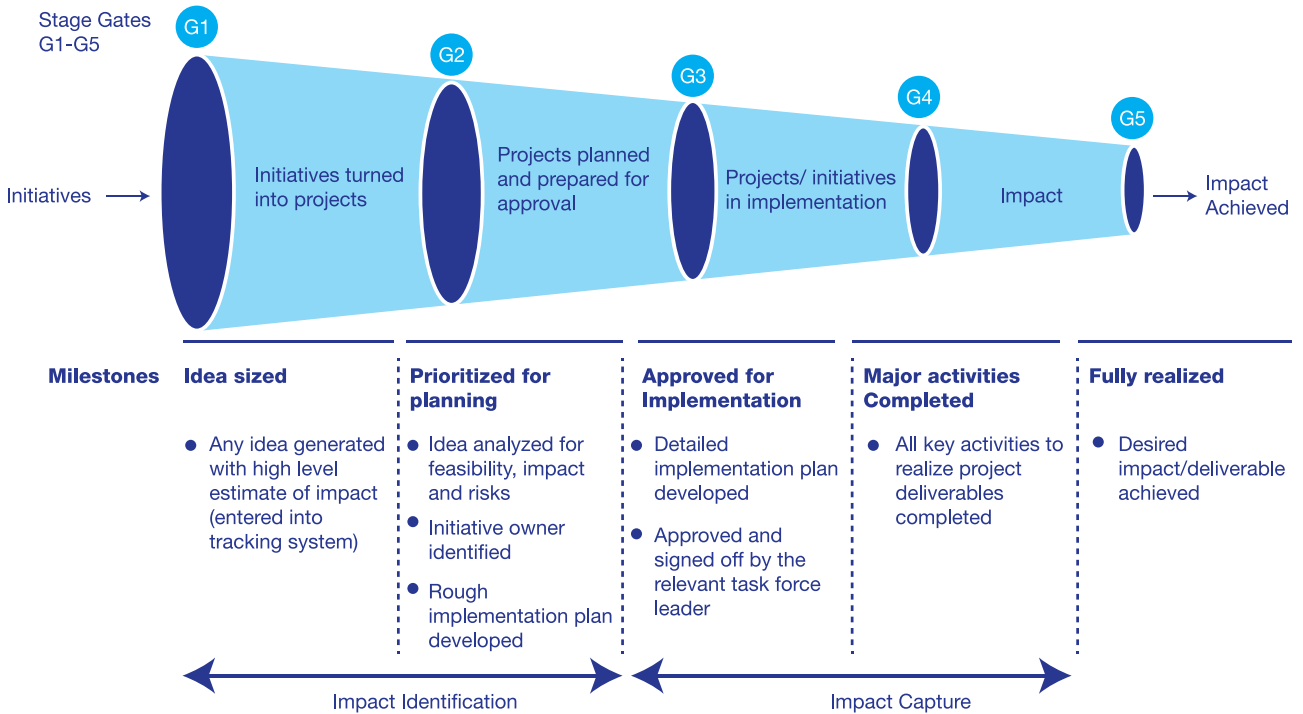 Stage Gates
G1-G5
G1
G2
G3
G4
G5
Initiatives
Initiatives turned
into projects
Projects planned
and prepared for
approval
Projects/ initiatives
in implementation
Impact
Impact
Achieved
Milestones
Idea sized
Any idea generated
with high level
estimate of impact
(entered into
tracking system)
Prioritized for
planning
Idea analyzed for
feasibility, impact
and risks
Initiative owner
identified
Rough
implementation plan
developed
Approved for
Implementation
Detailed
implementation plan
developed
Approved and
signed off by the
relevant task force
leader
Major activities
Completed
All key activities to
realize project
deliverables
completed
Fully realized
Desired
impact/deliverable
achieved
Impact Identification
Impact Capture